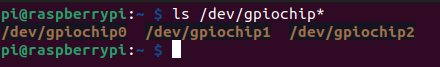 pi@raspberrypi:~ $ ls /dev/gpiochip*
/dev/gpiochip0  /dev/gpiochip1  /dev/gpiochip2
pi@raspberrypi:~ $